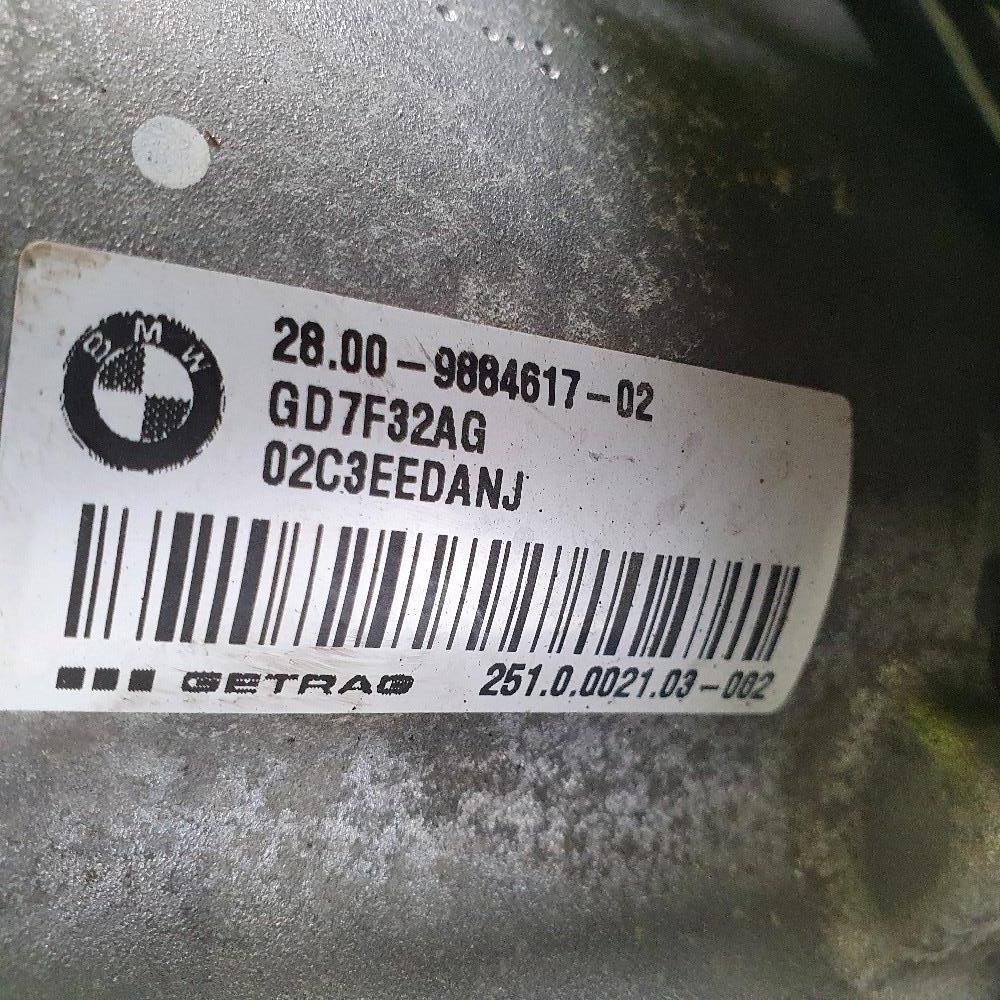 BMW
28.00-9884617-02
GD7F32AG
02C3EEDANJ
GETRAG
251.0.0021.03-002